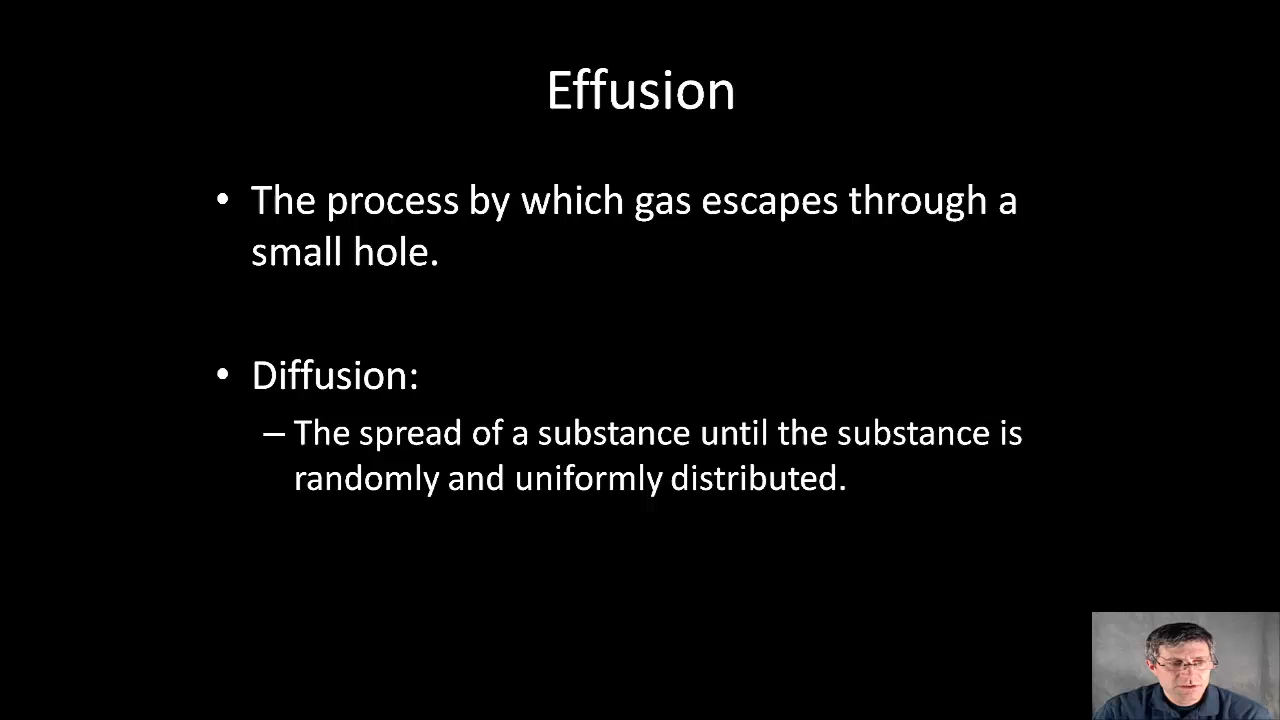 Effusion
• The process by which gas escapes through a
small hole.
• Diffusion:
– The spread of a substance until the substance is
randomly and uniformly distributed.